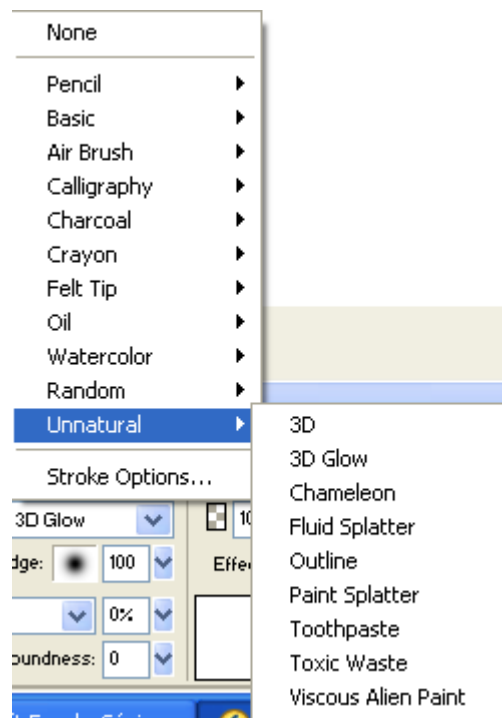 None
Pencil
Basic
Air Brush
Calligraphy
Charcoal
Crayon
Felt Tip
Oil
Watercolor
Random
Unnatural
Stroke Options...
3D
3D Glow
Chameleon
Fluid Splatter
Outline
Paint Splatter
Toothpaste
Toxic Waste
Viscous Alien Paint
3D Glow
100
0%
0